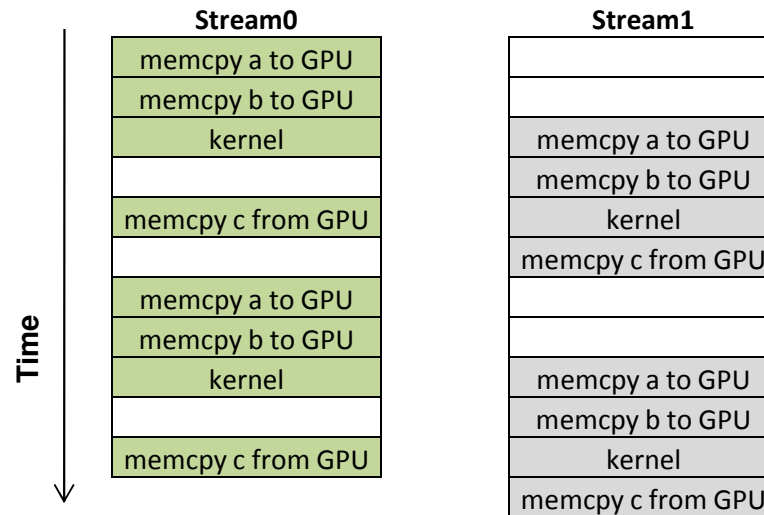 Stream0
memcpy a to GPU
memcpy b to GPU
kernel
memcpy c from GPU
memcpy a to GPU
memcpy b to GPU
kernel
memcpy c from GPU
Stream1
memcpy a to GPU
memcpy b to GPU
kernel
memcpy c from GPU
memcpy a to GPU
memcpy b to GPU
kernel
memcpy c from GPU
Time